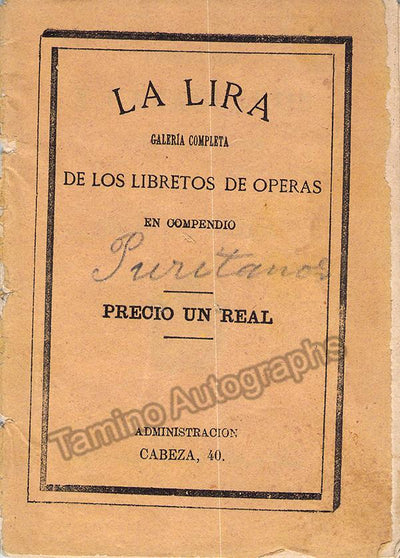 LA LIRA
GALERÍA COMPLETA
DE LOS LIBRETOS DE OPERAS
EN COMPENDIO
Puritanos
PRECIO UN REAL
Tamino Autographs
ADMINISTRACION
CABEZA, 40.